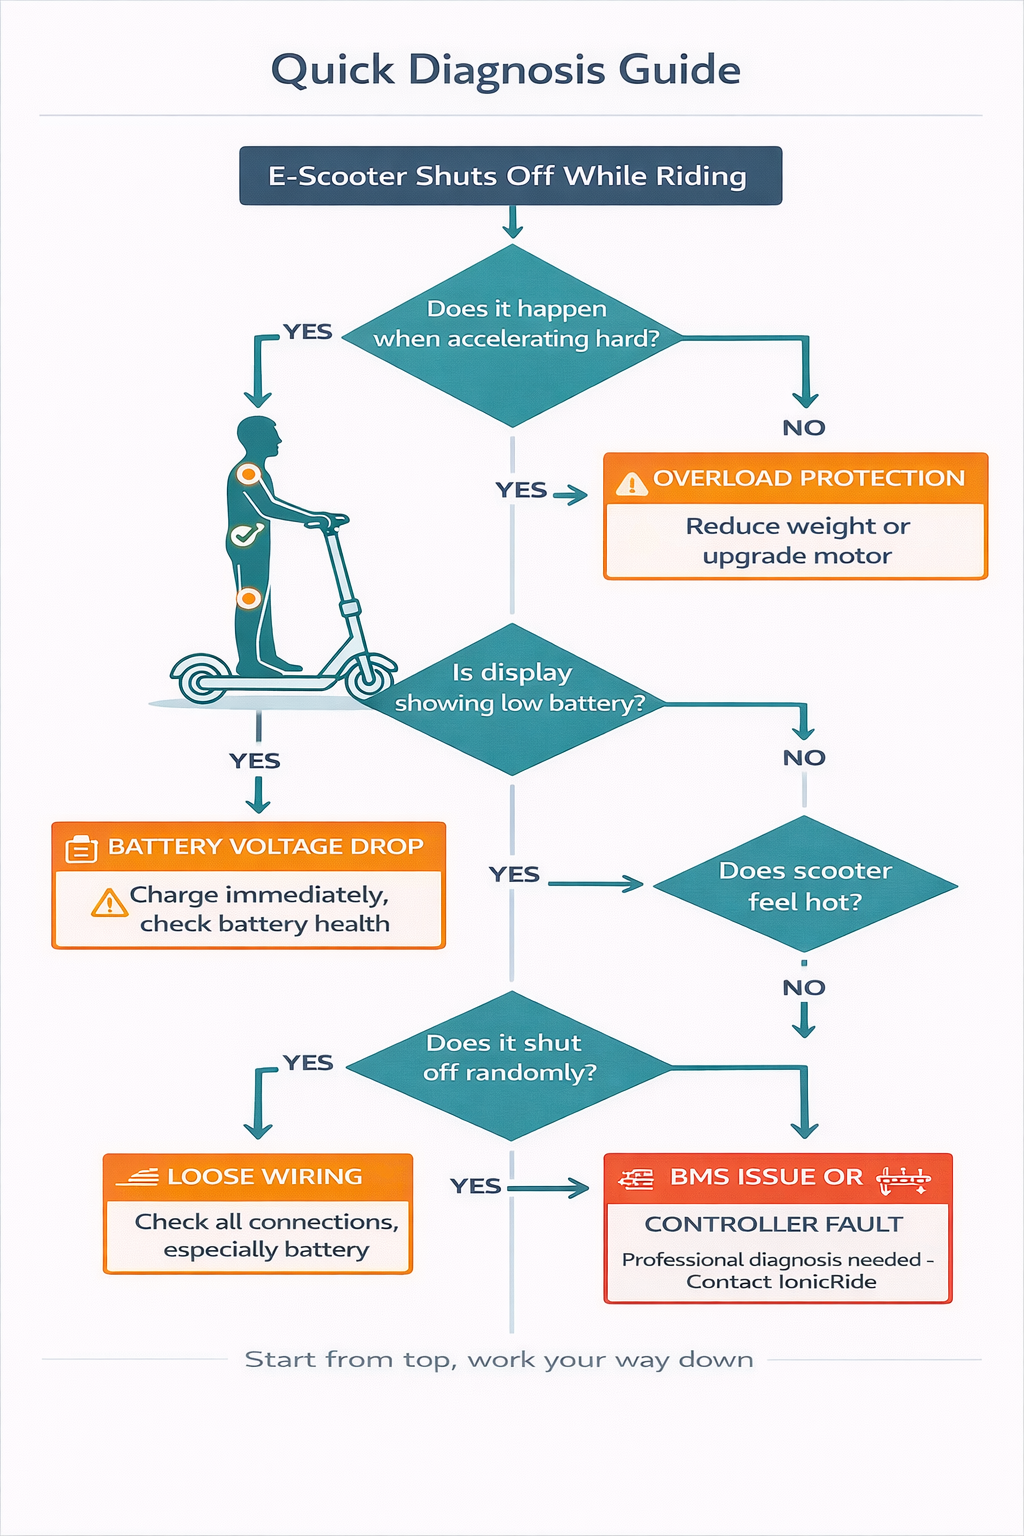 Quick Diagnosis Guide
E-Scooter Shuts Off While Riding
Does it happen
when accelerating hard?
YES
NO
YES
OVERLOAD PROTECTION
Reduce weight or
upgrade motor
Is display
showing low battery?
YES
NO
BATTERY VOLTAGE DROP
Charge immediately,
check battery health
YES
Does scooter
feel hot?
NO
Does it shut
off randomly?
YES
LOOSE WIRING
Check all connections,
especially battery
YES
BMS ISSUE OR
CONTROLLER FAULT
Professional diagnosis needed -
Contact IonicRide
Start from top, work your way down